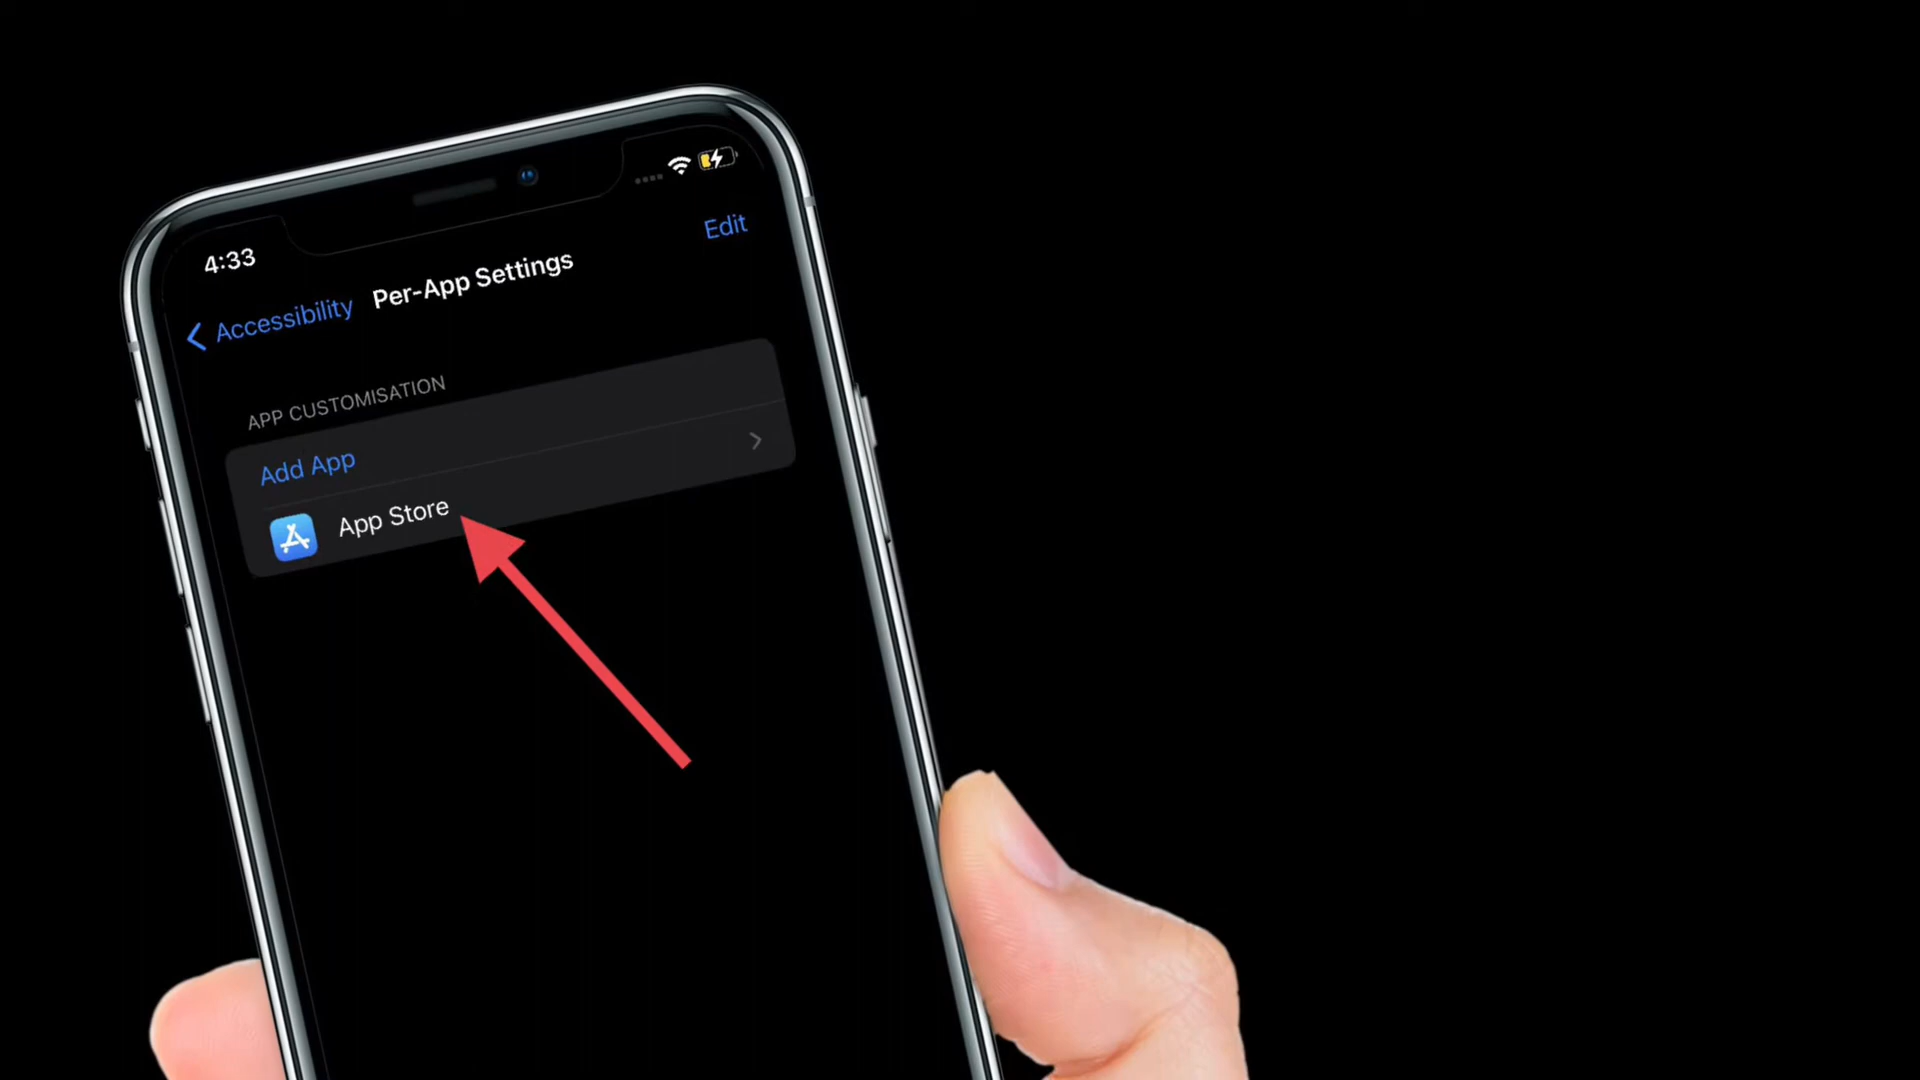 4:33
Edit
Accessibility
Per-App Settings
APP CUSTOMISATION
Add App
App Store